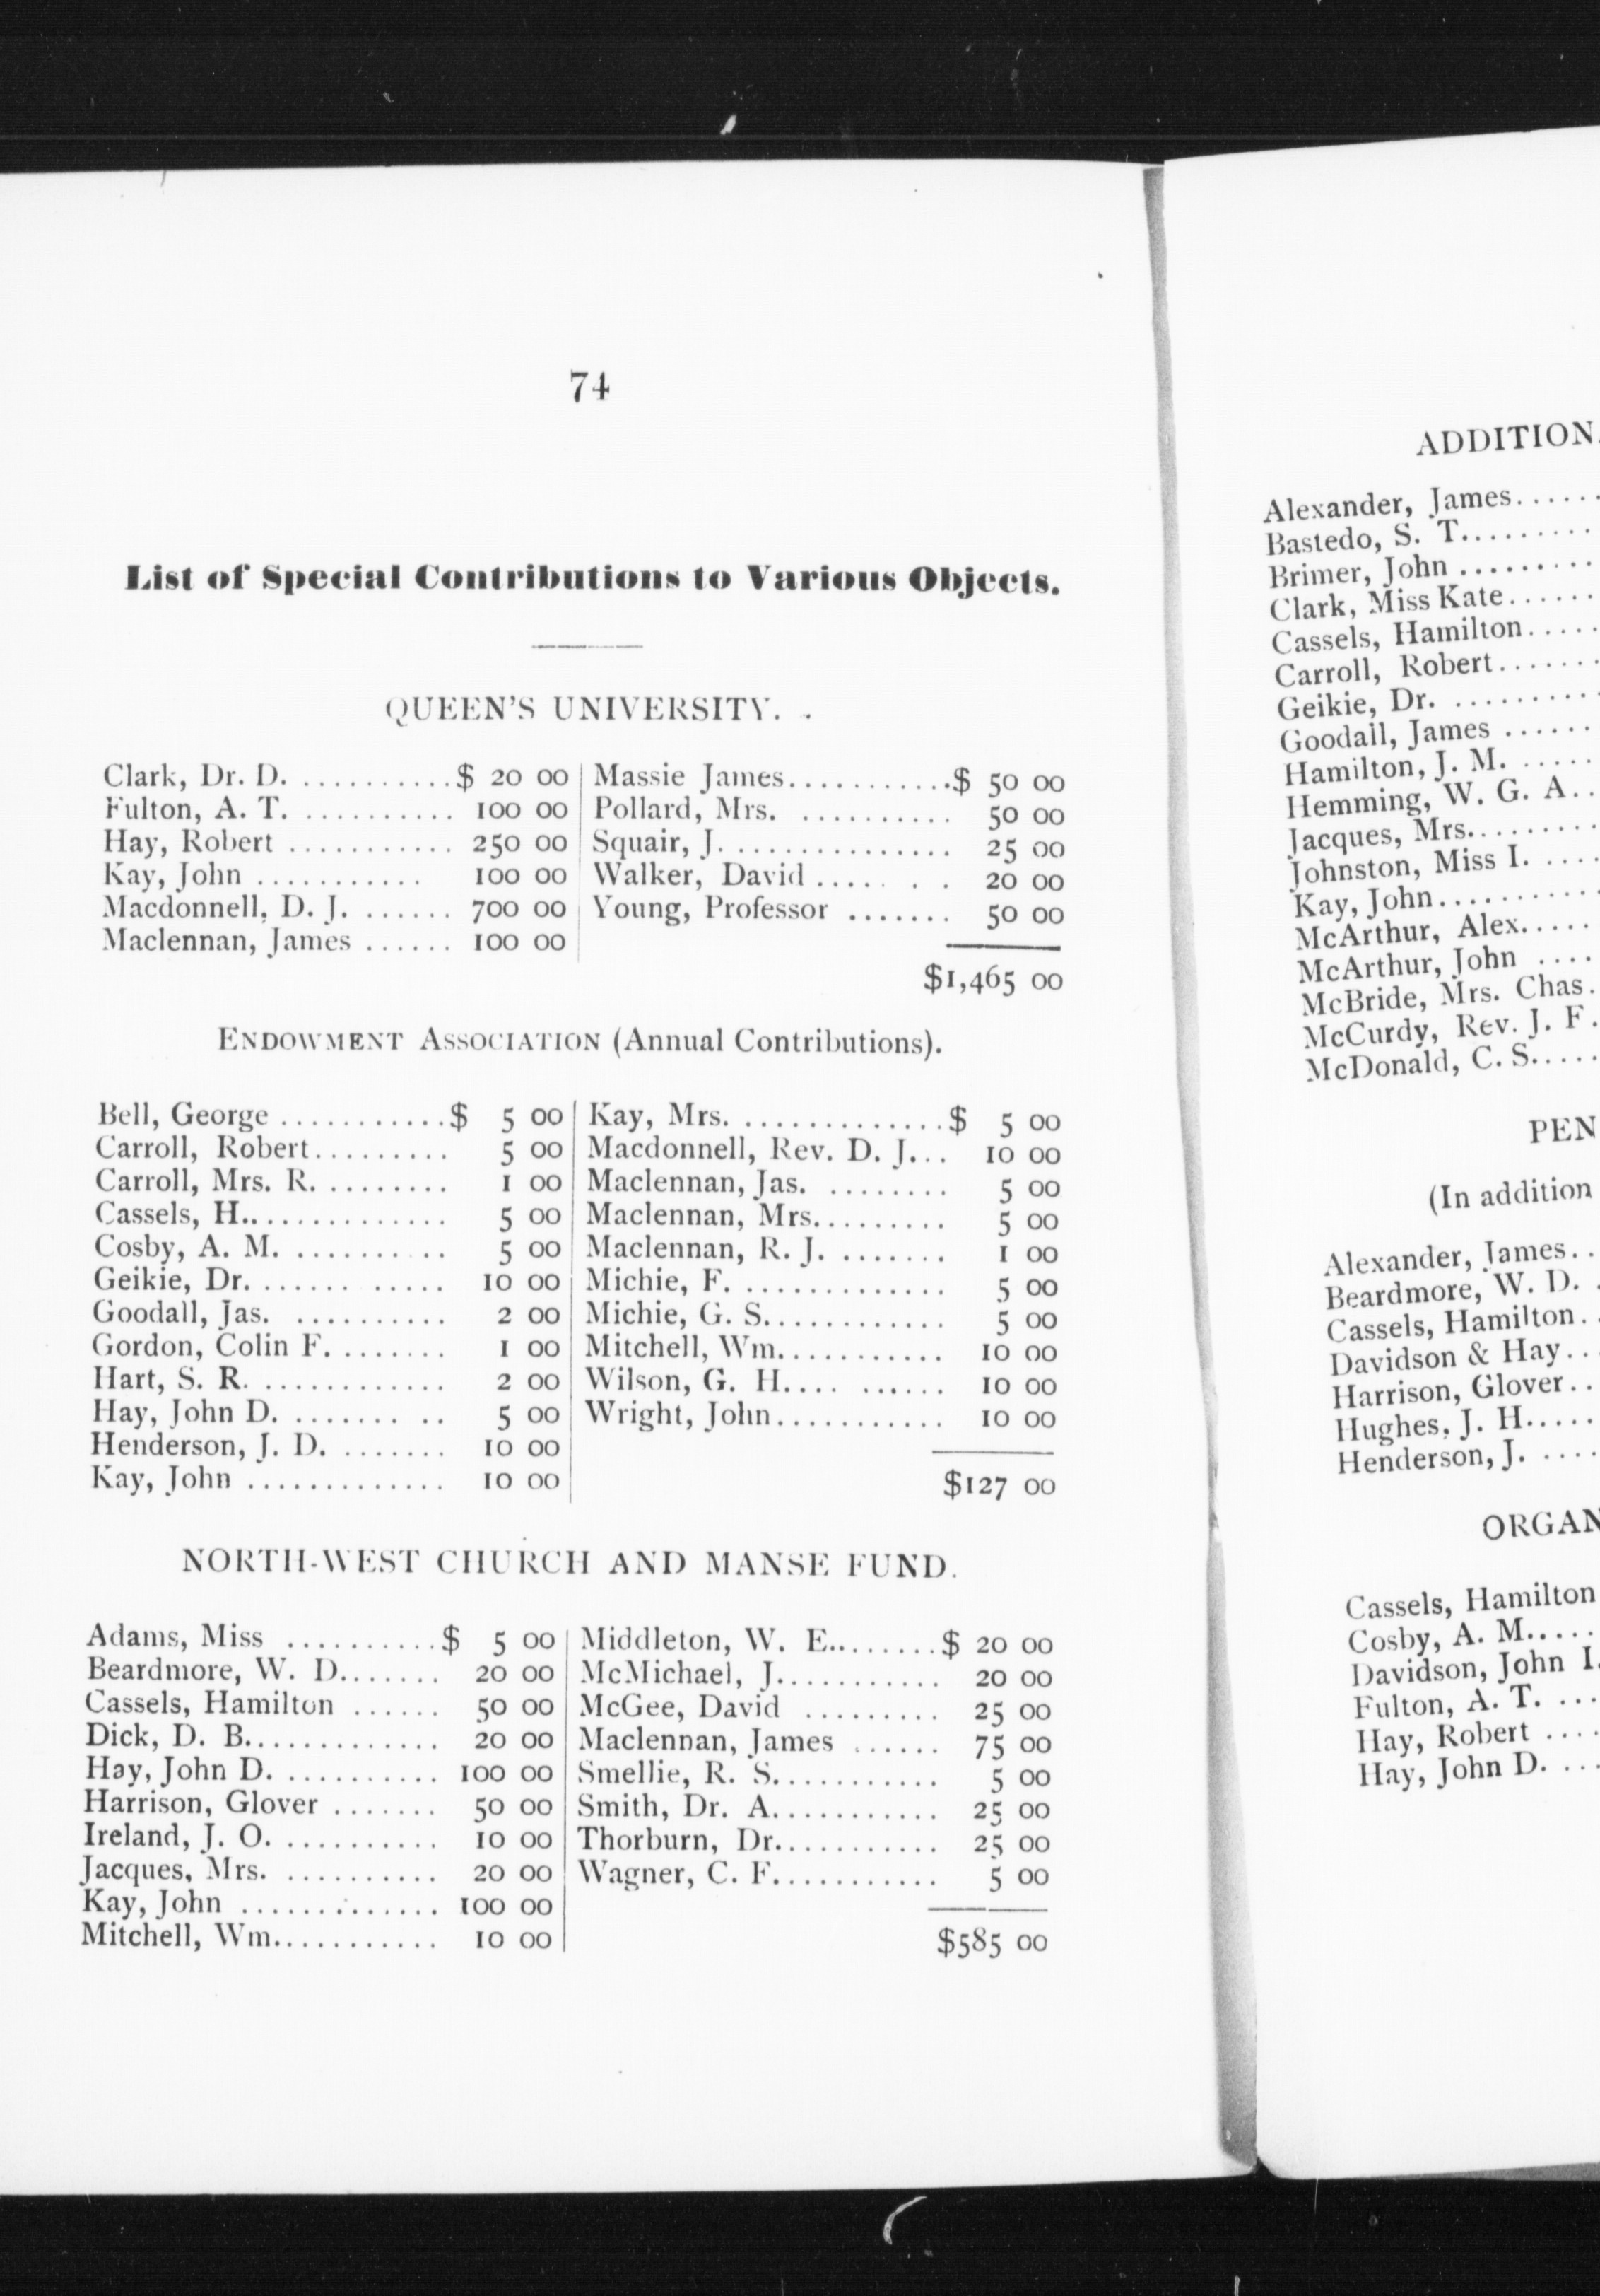 74
List of Special Contributions to Various Objects.
QUEEN'S UNIVERSITY.
Clark, Dr. D. ...........$ 20 00
Fulton, A. T. .......... 100 00
Hay, Robert ........... 250 00
Kay, John ........... 100 00
Macdonnell, D. J. ...... 700 00
Maclennan, James ...... 100 00
Massie James............$ 50 00
Pollard, Mrs. .......... 50 00
Squair, J. .............. 25 00
Walker, David ..... . . 20 00
Young, Professor ....... 50 00
$1,465 00
ENDOWMENT ASSOCIATION (Annual Contributions).
Bell, George ...........$ 5 00
Carroll, Robert......... 5 00
Carroll, Mrs. R. ........ 1 00
Cassels, H.............. 5 00
Cosby, A. M. .......... 5 00
Geikie, Dr. ............ 10 00
Goodall, Jas. .......... 2 00
Gordon, Colin F. ....... 1 00
Hart, S. R. ............ 2 00
Hay, John D. ......... 5 00
Henderson, J. D. ....... 10 00
Kay, John ............. 10 00
Kay, Mrs. .............$ 5 00
Macdonnell, Rev. D. J... 10 00
Maclennan, Jas. ........ 5 00
Maclennan, Mrs......... 5 00
Maclennan, R. J. ....... 1 00
Michie, F. ............. 5 00
Michie, G. S............ 5 00
Mitchell, Wm........... 10 00
Wilson, G. H.... ...... 10 00
Wright, John........... 10 00
$127 00
NORTH-WEST CHURCH AND MANSE FUND.
Adams, Miss ..........$ 5 00
Beardmore, W. D....... 20 00
Cassels, Hamilton ...... 50 00
Dick, D. B............. 20 00
Hay, John D. .......... 100 00
Harrison, Glover ....... 50 00
Ireland, J. O. .......... 10 00
Jacques, Mrs. .......... 20 00
Kay, John ............. 100 00
Mitchell, Wm........... 10 00
Middleton, W. E........$ 20 00
McMichael, J........... 20 00
McGee, David ......... 25 00
Maclennan, James ...... 75 00
Smellie, R. S........... 5 00
Smith, Dr. A........... 25 00
Thorburn, Dr........... 25 00
Wagner, C. F........... 5 00
$585 00
ADDITION
Alexander, James......
Bastedo, S. T.........
Brimer, John .........
Clark, Miss Kate......
Cassels, Hamilton.....
Carroll, Robert.......
Geikie, Dr. .........
Goodall, James ......
Hamilton, J. M. .....
Hemming, W. G. A..
Jacques, Mrs.........
Johnston, Miss I. ....
Kay, John..........
McArthur, Alex.....
McArthur, John ....
McBride, Mrs. Chas.
McCurdy, Rev. J. F.
McDonald, C. S.....
PEN
(In addition
Alexander, James..
Beardmore, W. D. .
Cassels, Hamilton..
Davidson & Hay...
Harrison, Glover..
Hughes, J. H.....
Henderson, J. ....
ORGAN
Cassels, Hamilton
Cosby, A. M.....
Davidson, John I.
Fulton, A. T. ...
Hay, Robert ....
Hay, John D. ...